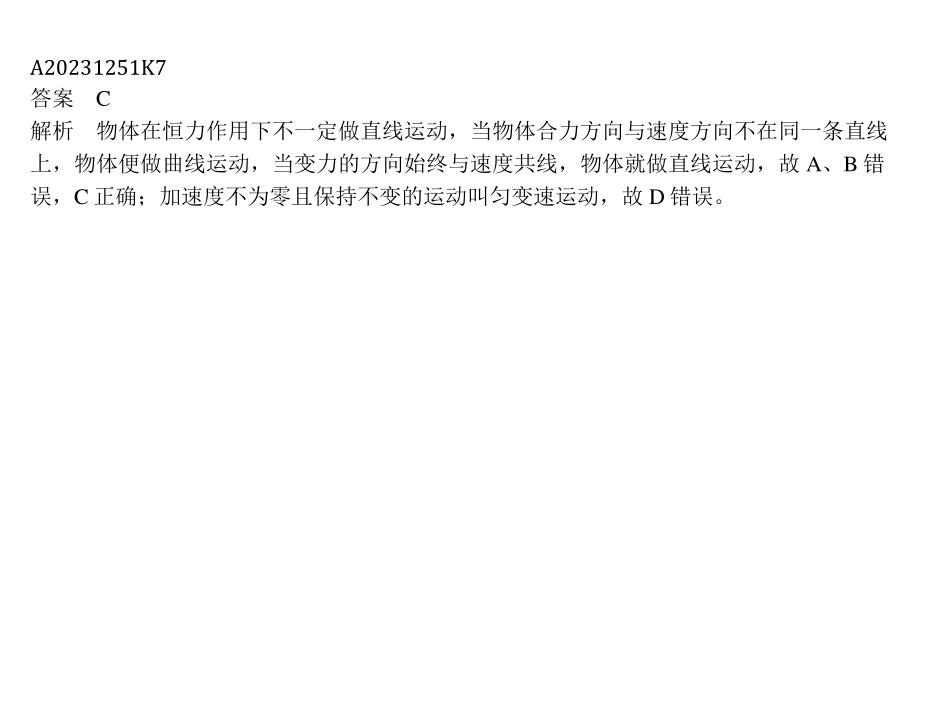 A20231251K7
答案 C
解析 物体在恒力作用下不一定做直线运动，当物体合力方向与速度方向不在同一条直线
上，物体便做曲线运动，当变力的方向始终与速度共线，物体就做直线运动，故 A、B 错
误，C 正确；加速度不为零且保持不变的运动叫匀变速运动，故 D 错误。